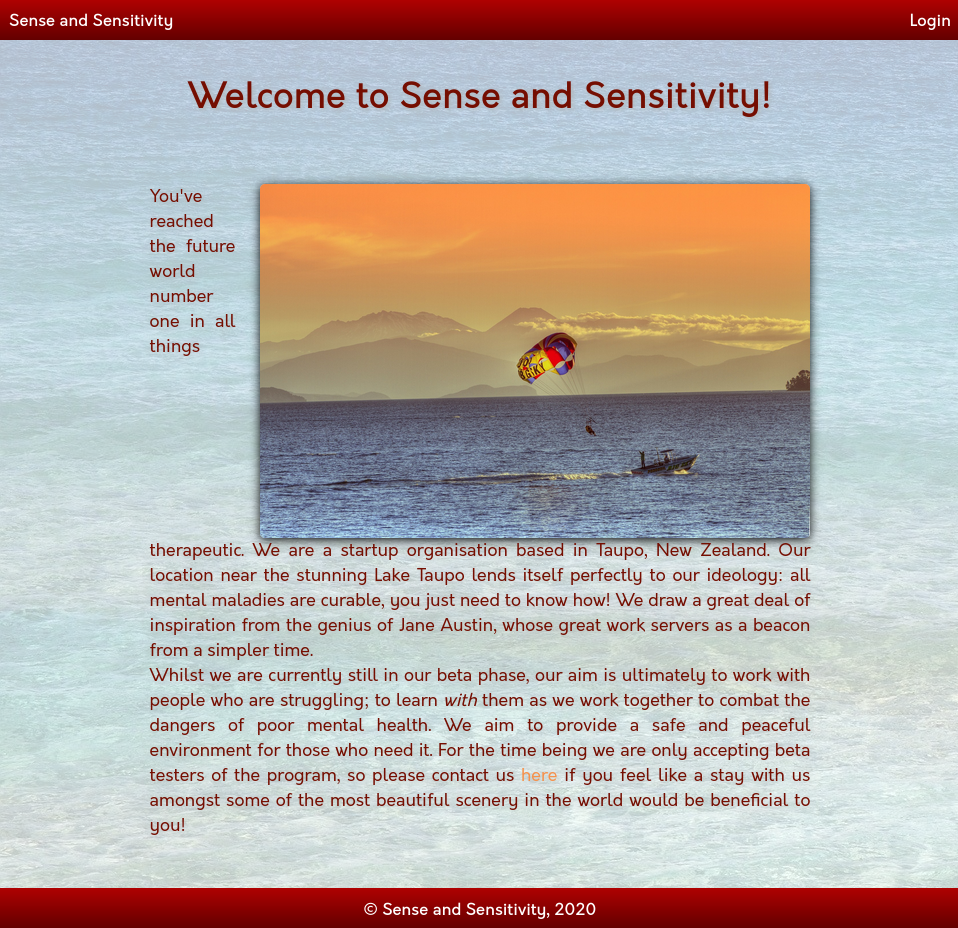 Sense and Sensitivity
Login
Welcome to Sense and Sensitivity!
You've
reached
the future
world
number
one in all
things
therapeutic. We are a startup organisation based in Taupo, New Zealand. Our
location near the stunning Lake Taupo lends itself perfectly to our ideology: all
mental maladies are curable, you just need to know how! We draw a great deal of
inspiration from the genius of Jane Austin, whose great work servers as a beacon
from a simpler time.
Whilst we are currently still in our beta phase, our aim is ultimately to work with
people who are struggling; to learn with them as we work together to combat the
dangers of poor mental health. We aim to provide a safe and peaceful
environment for those who need it. For the time being we are only accepting beta
testers of the program, so please contact us here if you feel like a stay with us
amongst some of the most beautiful scenery in the world would be beneficial to
you!
© Sense and Sensitivity, 2020